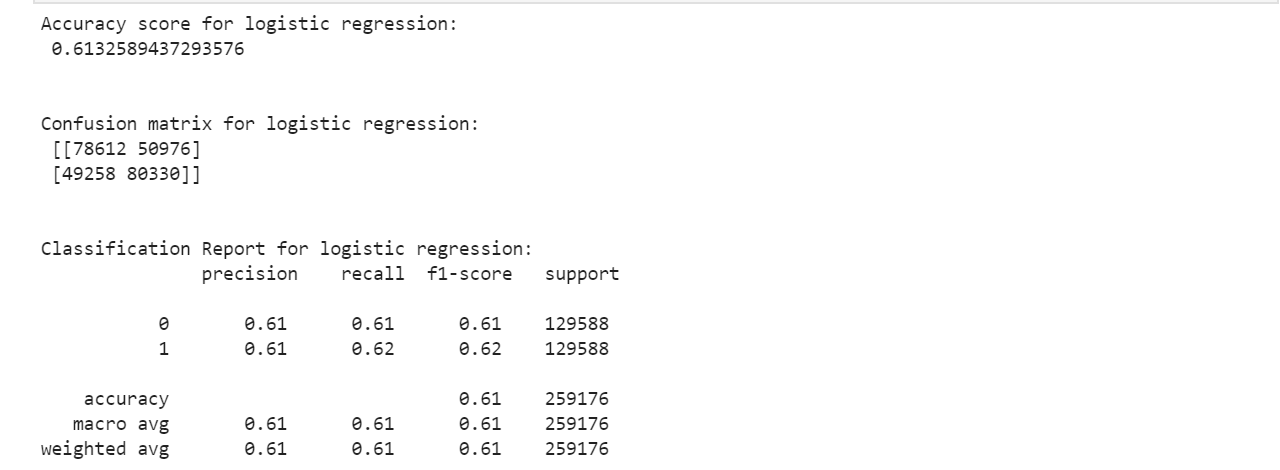 Accuracy score for logistic regression:
0.6132589437293576
Confusion matrix for logistic regression:
[[78612 50976]
[49258 80330]]
Classification Report for logistic regression:
precision recall f1-score support
0 0.61 0.61 0.61 129588
1 0.61 0.62 0.62 129588
accuracy 0.61 259176
macro avg 0.61 0.61 0.61 259176
weighted avg 0.61 0.61 0.61 259176